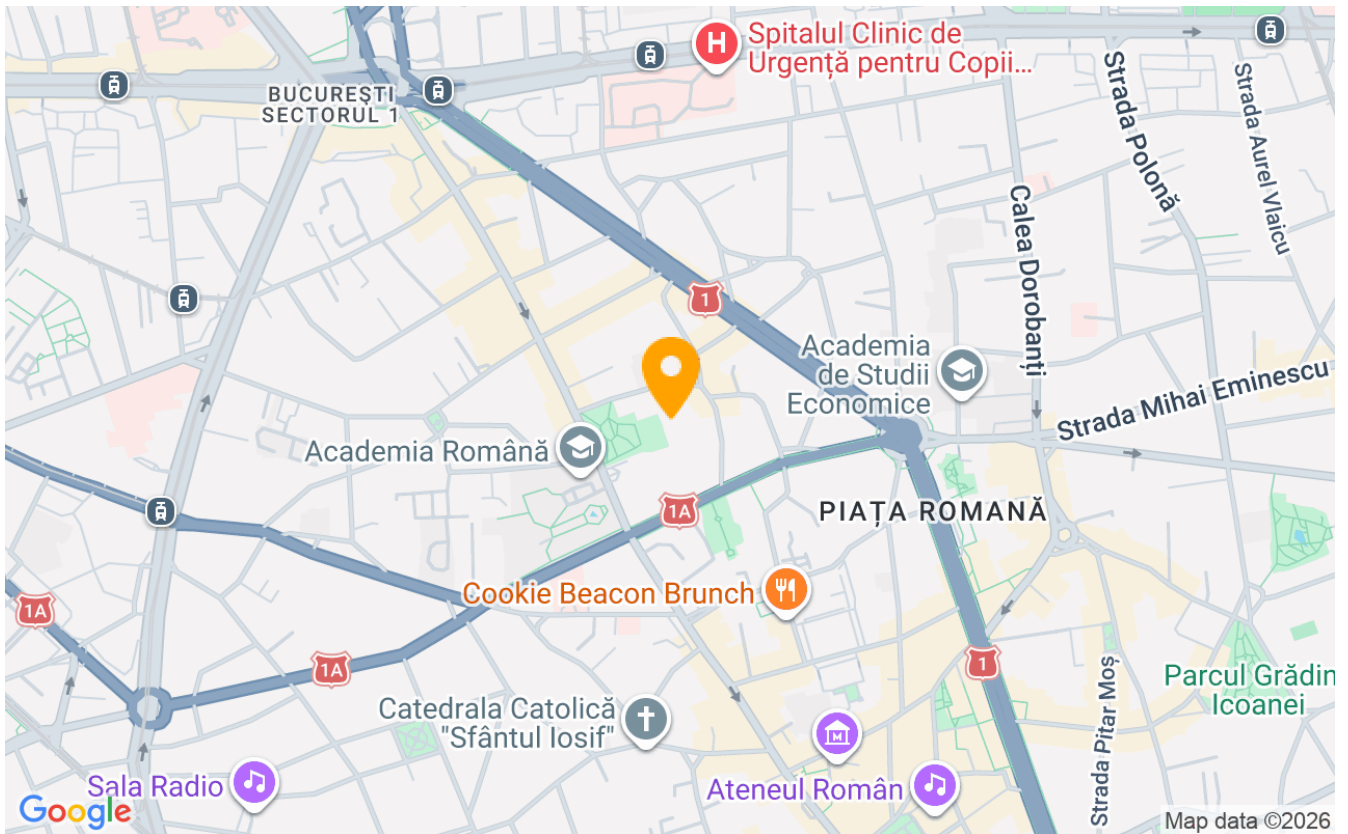 Spitalul Clinic de
Urgență pentru Copii...
BUCUREȘTI
SECTORUL 1
Strada Polonă
Strada Aurel Vlaicu
Calea Dorobanți
1
Academia
de Studii
Economice
Strada Mihai Eminescu
Academia Română
1A
PIAȚA ROMANĂ
Cookie Beacon Brunch
1A
1A
1
Strada Pitar Moș
Parcul Grădin
Icoanei
Catedrala Catolică
"Sfântul Iosif"
Sala Radio
Ateneul Român
Google
Map data ©2026